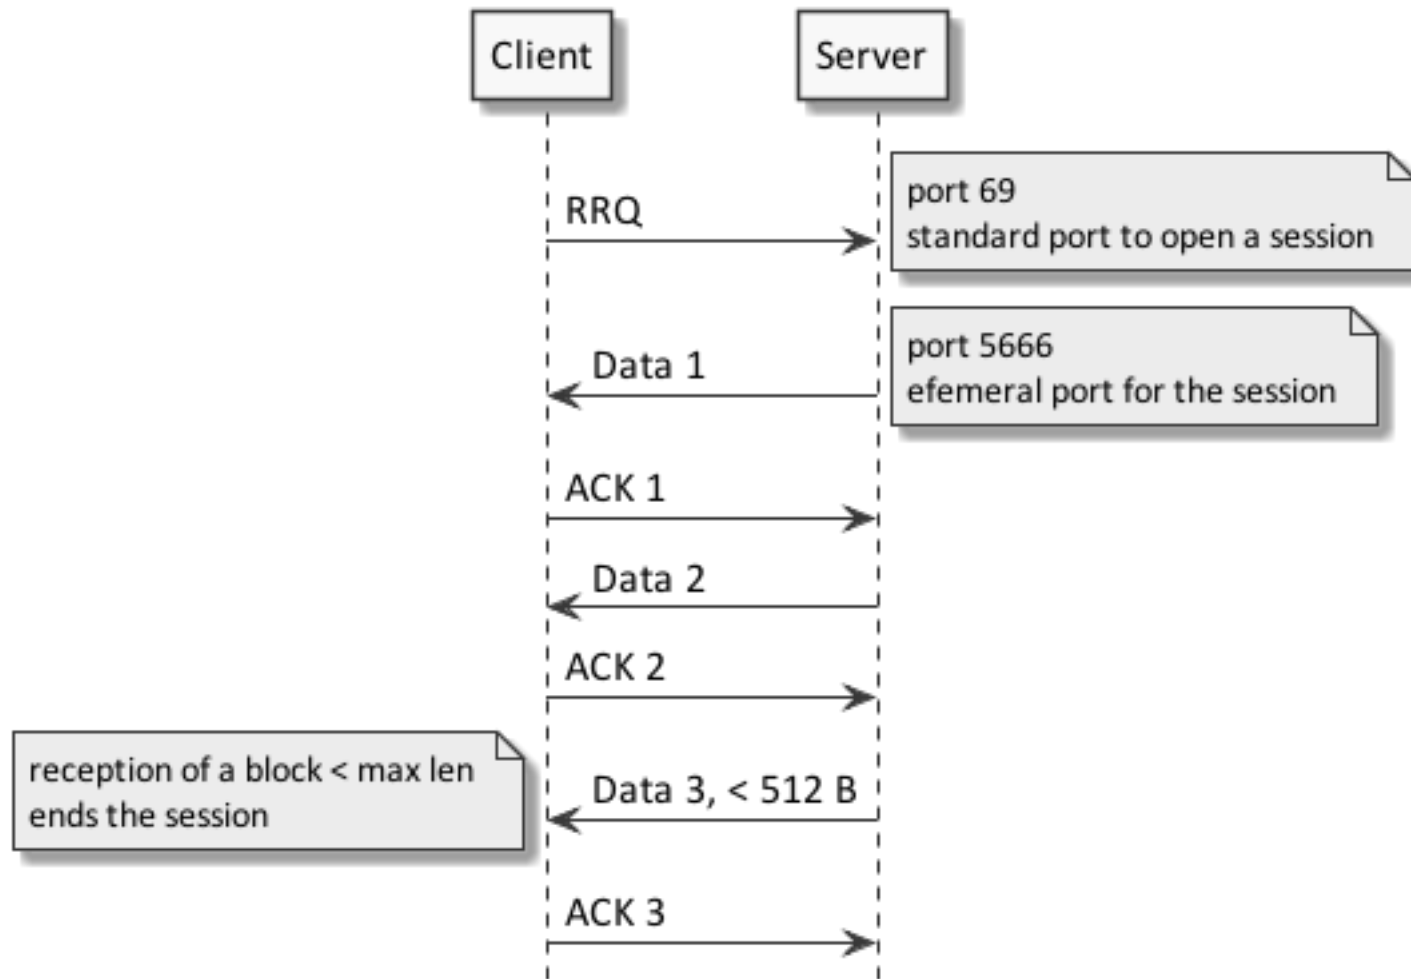 Client
Server
RRQ
port 69
standard port to open a session
Data 1
port 5666
efemeral port for the session
ACK 1
Data 2
ACK 2
reception of a block < max len
ends the session
Data 3, < 512 B
ACK 3